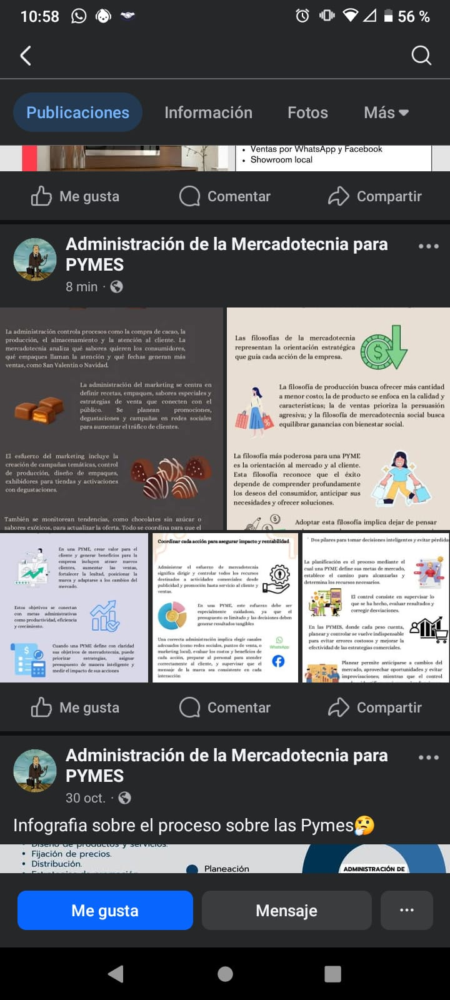 10:58
56 %
Publicaciones
Información
Fotos
Más
• Ventas por WhatsApp y Facebook
• Showroom local
Me gusta
Comentar
Compartir
Administración de la Mercadotecnia para
PYMES
8 min ·
La administración controla procesos como la compra de cacao, la
producción, el almacenamiento y la atención al cliente. La
mercadotecnia analiza qué sabores quieren los consumidores,
qué empaques llaman la atención y qué fechas generan más
ventas, como San Valentín o Navidad.
La administración del marketing se centra en
definir recetas, empaques, sabores especiales y
estrategias de venta que conecten con el
público. Se planean promociones,
degustaciones y campañas en redes sociales
para aumentar el tráfico de clientes.
El esfuerzo del marketing incluye la
creación de campañas temáticas, control
de producción, diseño de empaques,
exhibidores para tiendas y activaciones
con degustaciones.
También se monitorean tendencias, como chocolates sin azúcar o
sabores exóticos, para actualizar la oferta. Todo se coordina para que el
Las filosofías de la mercadotecnia
representan la orientación estratégica
que guía cada acción de la empresa.
La filosofía de producción busca ofrecer más cantidad
a menor costo; la de producto se enfoca en la calidad y
características; la de ventas prioriza la persuasión
agresiva; y la filosofía de mercadotecnia social busca
equilibrar ganancias con bienestar social.
La filosofía más poderosa para una PYME
es la orientación al mercado y al cliente.
Esta filosofía reconoce que el éxito
depende de comprender profundamente
los deseos del consumidor, anticipar sus
necesidades y ofrecer soluciones.
Adoptar esta filosofía implica dejar de pensar
En una PYME, crear valor para el
cliente y generar beneficios para la
empresa incluyen atraer nuevos
clientes, aumentar las ventas,
fortalecer la lealtad, posicionar la
marca y adaptarse a los cambios del
mercado.
Estos objetivos se conectan
con metas administrativas
como productividad, eficiencia
y crecimiento.
Cuando una PYME define con claridad
sus objetivos de mercadotecnia, puede
priorizar estrategias, asignar
presupuesto de manera inteligente y
medir el impacto de sus acciones
Coordinar cada acción para asegurar impacto y rentabilidad
Administrar el esfuerzo de mercadotecnia
significa dirigir y controlar todos los recursos
destinados a actividades comerciales: desde
publicidad y promoción hasta servicio al cliente y
ventas.
En una PYME, este esfuerzo debe ser
especialmente cuidadoso, ya que el
presupuesto es limitado y las decisiones deben
generar resultados tangibles
Una correcta administración implica elegir canales
adecuados (como redes sociales, puntos de venta, o
marketing local), evaluar los costos y beneficios de
cada acción, preparar al personal para atender
correctamente al cliente, y supervisar que el
mensaje de la marca sea consistente en cada
interacción
WhatsApp
Dos pilares para tomar decisiones inteligentes y evitar pérdida
La planificación es el proceso mediante el
cual una PYME define sus metas de mercado,
establece el camino para alcanzarlas y
determina los recursos necesarios.
El control consiste en supervisar lo
que se ha hecho, evaluar resultados y
corregir desviaciones.
En las PYMES, donde cada peso cuenta,
planear y controlar se vuelve indispensable
para evitar errores costosos y mejorar la
efectividad de las estrategias comerciales.
Planear permite anticiparse a cambios del
mercado, aprovechar oportunidades y evitar
improvisaciones; mientras que el control
Me gusta
Comentar
Compartir
Administración de la Mercadotecnia para
PYMES
30 oct. ·
Infografia sobre el proceso sobre las Pymes🤔
• Diseño de productos y servicios.
• Fijación de precios.
• Distribución.
Planeación
ADMINISTRACIÓN DE
Me gusta
Mensaje